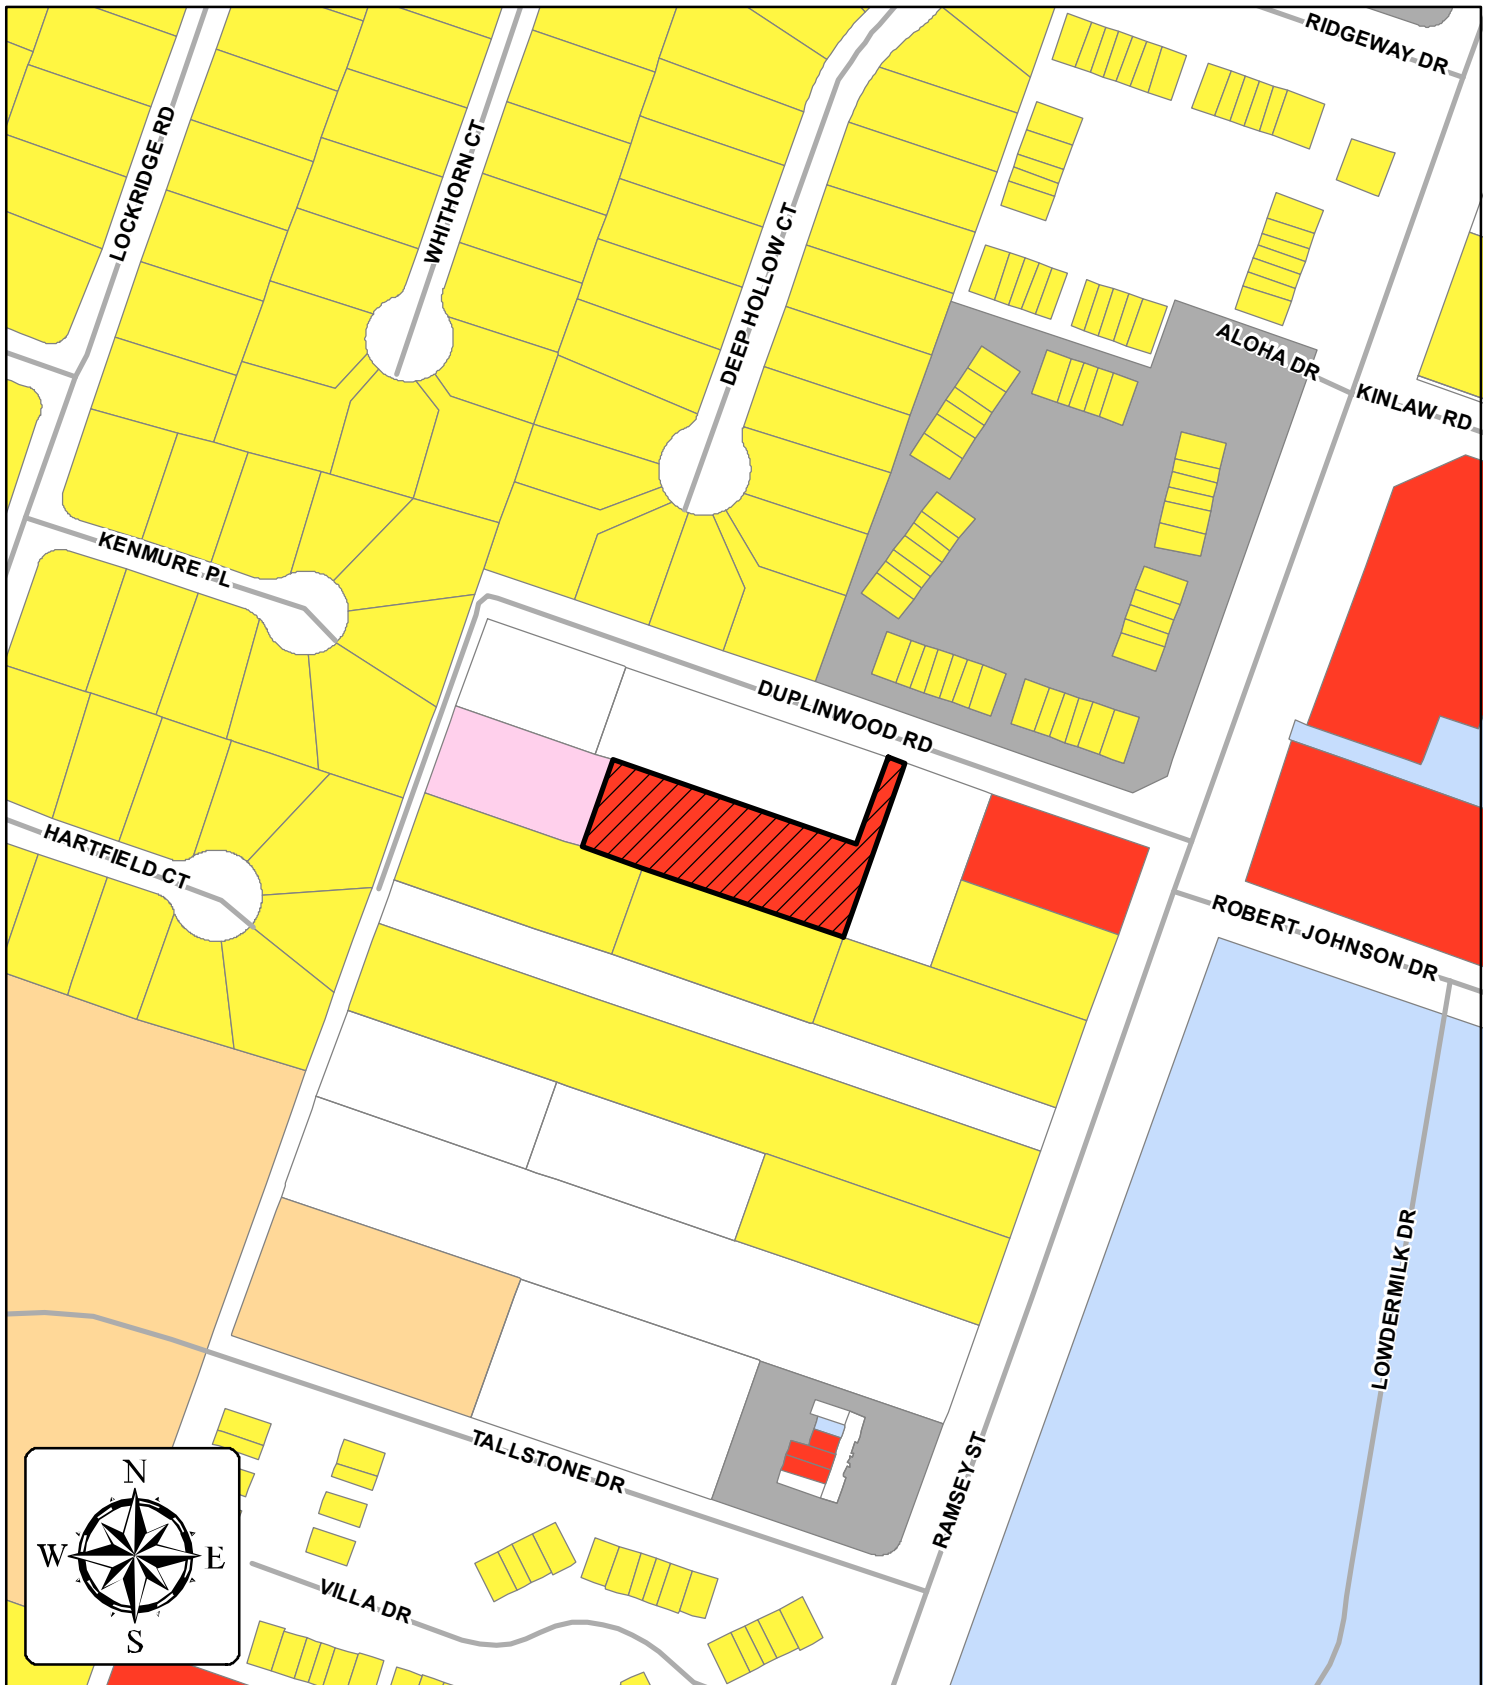 RIDGEWAY DR
LOCKRIDGE RD
WHITHORN CT
DEEP HOLLOW CT
ALOHA DR
KINLAW RD
KENMURE PL
DUPLINWOOD RD
HARTFIELD CT
ROBERT JOHNSON DR
LOWDERMILK DR
TALLSTONE DR
RAMSEY ST
VILLA DR
N
W E
S